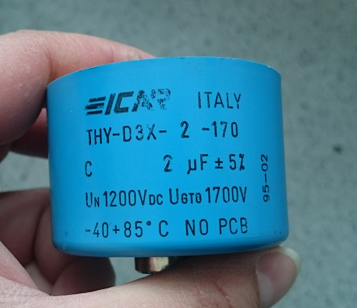 ICAR ITALY
THY-D3X- 2 -170
C 2 µF ± 5%
UN 1200VDC UGTO 1700V
-40+85°C NO PCB
95-02